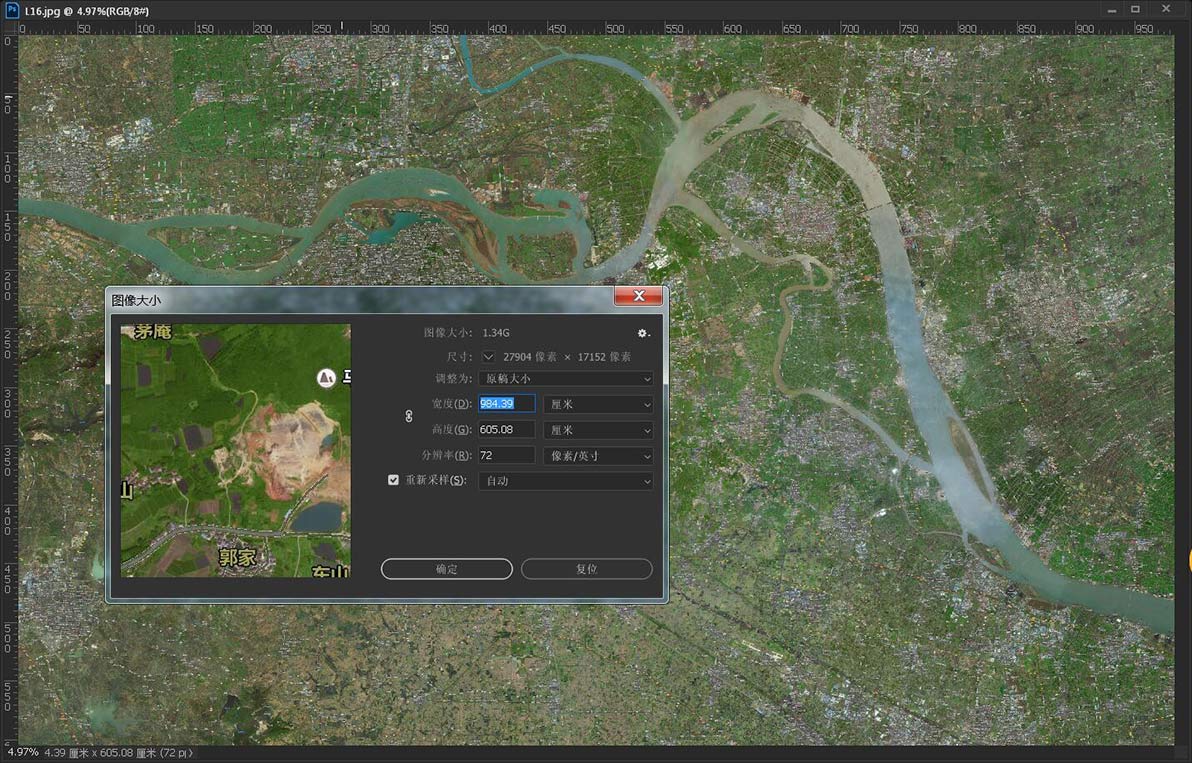 L16.jpg @ 4.97%(RGB/8#)
0 50 100 150 200 250 300 350 400 450 500 550 600 650 700 750 800 850 900 950
0
50
100
150
200
250
300
350
400
450
500
550
图像大小
茅庵
山
郭家
东山
图像大小: 1.34G
尺寸: 27904 像素 × 17152 像素
调整为: 原稿大小
宽度(D): 984.39 厘米
高度(G): 605.08 厘米
分辨率(R): 72 像素/英寸
重新采样(S): 自动
确定 复位
4.97% 4.39 厘米 x 605.08 厘米 (72 p